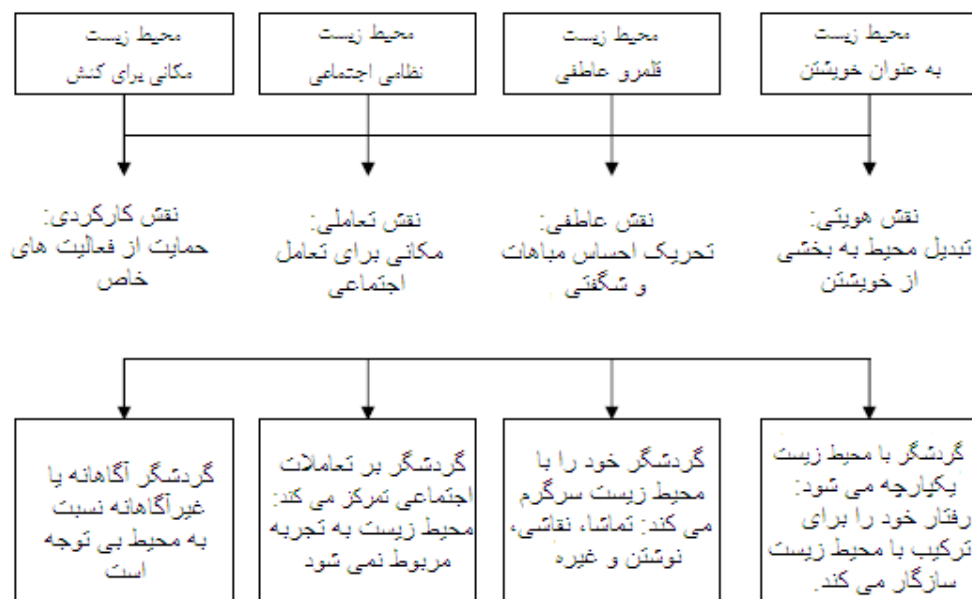 محیط زیست
به عنوان خویشتن
محیط زیست
قلمرو عاطفی
محیط زیست
نظامی اجتماعی
محیط زیست
مکانی برای کنش
نقش هویتی:
تبدیل محیط به بخشی
از خویشتن
نقش عاطفی:
تحریک احساس مباهات
و شگفتی
نقش تعاملی:
مکانی برای تعامل
اجتماعی
نقش کارکردی:
حمایت از فعالیت های
خاص
گردشگر با محیط زیست
یکپارچه می شود:
رفتار خود را برای
ترکیب با محیط زیست
سازگار می کند.
گردشگر خود را با
محیط زیست سرگرم
می کند: تماشا، نقاشی،
نوشتن و غیره
گردشگر بر تعاملات
اجتماعی تمرکز می کند:
محیط زیست به تجربه
مربوط نمی شود
گردشگر آگاهانه یا
غیرآگاهانه نسبت
به محیط بی توجه
است